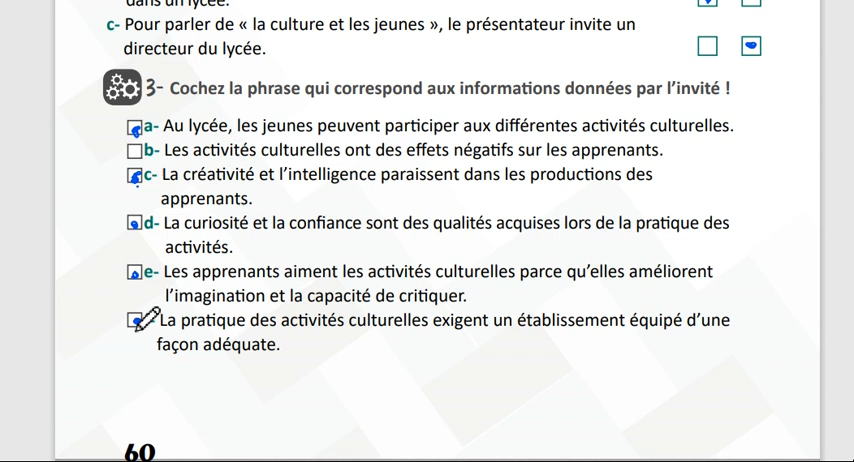 dans un lycée.
c- Pour parler de « la culture et les jeunes », le présentateur invite un
directeur du lycée.
3- Cochez la phrase qui correspond aux informations données par l’invité !
a- Au lycée, les jeunes peuvent participer aux différentes activités culturelles.
b- Les activités culturelles ont des effets négatifs sur les apprenants.
c- La créativité et l’intelligence paraissent dans les productions des
apprenants.
d- La curiosité et la confiance sont des qualités acquises lors de la pratique des
activités.
e- Les apprenants aiment les activités culturelles parce qu’elles améliorent
l’imagination et la capacité de critiquer.
La pratique des activités culturelles exigent un établissement équipé d’une
façon adéquate.
60